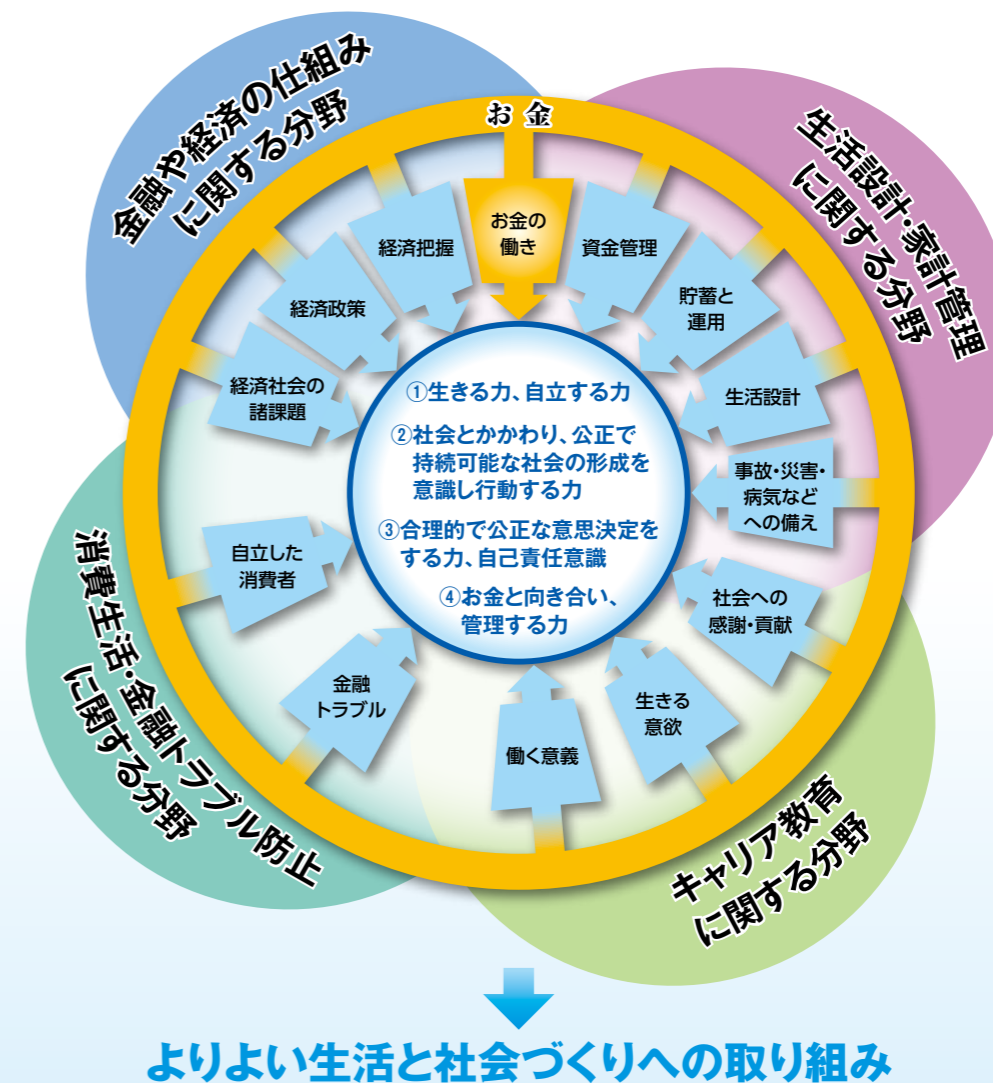 金融や経済の仕組み
に関する分野
生活設計・家計管理
に関する分野
お金
お金の
働き
経済把握
資金管理
経済政策
貯蓄と
運用
経済社会の
諸課題
生活設計
事故・災害・
病気など
への備え
自立した
消費者
社会への
感謝・貢献
金融
トラブル
生きる
意欲
働く意義
①生きる力、自立する力
②社会とかかわり、公正で
持続可能な社会の形成を
意識し行動する力
③合理的で公正な意思決定を
する力、自己責任意識
④お金と向き合い、
管理する力
消費生活・金融トラブル防止
に関する分野
キャリア教育
に関する分野
よりよい生活と社会づくりへの取り組み